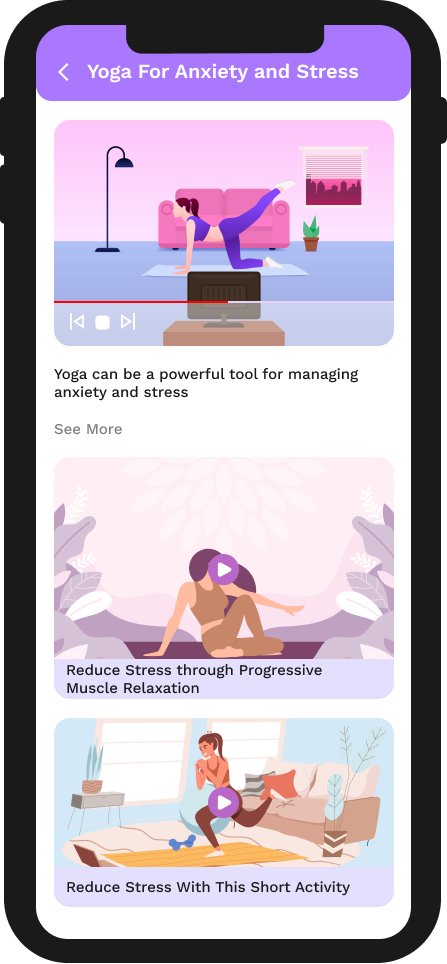 Yoga For Anxiety and Stress
Yoga can be a powerful tool for managing
anxiety and stress
See More
Reduce Stress through Progressive
Muscle Relaxation
Reduce Stress With This Short Activity